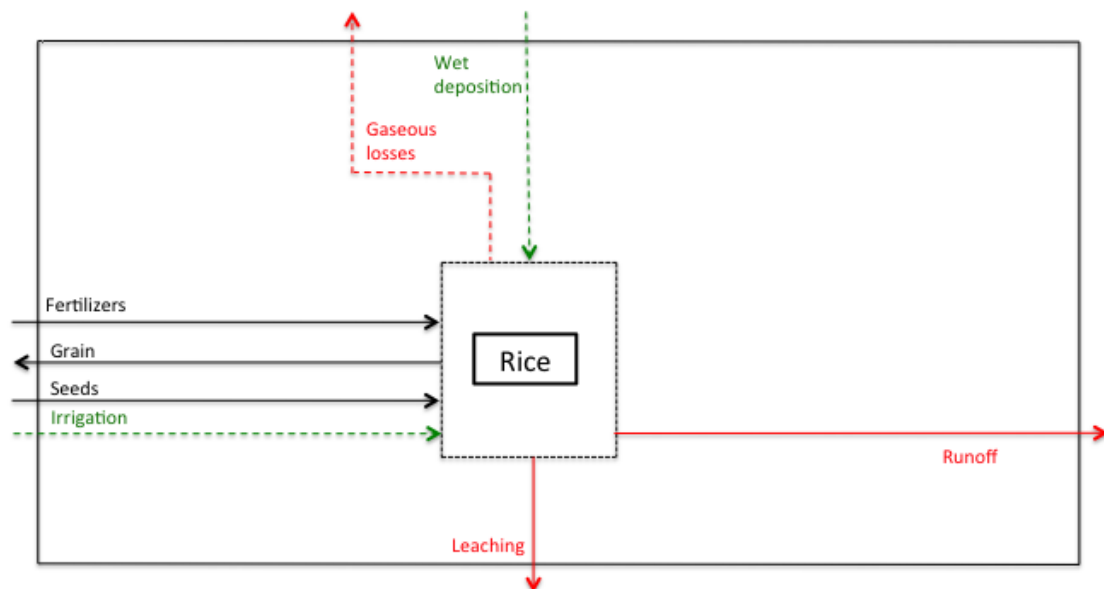 Wet
deposition
Gaseous
losses
Fertilizers
Grain
Rice
Seeds
Irrigation
Runoff
Leaching